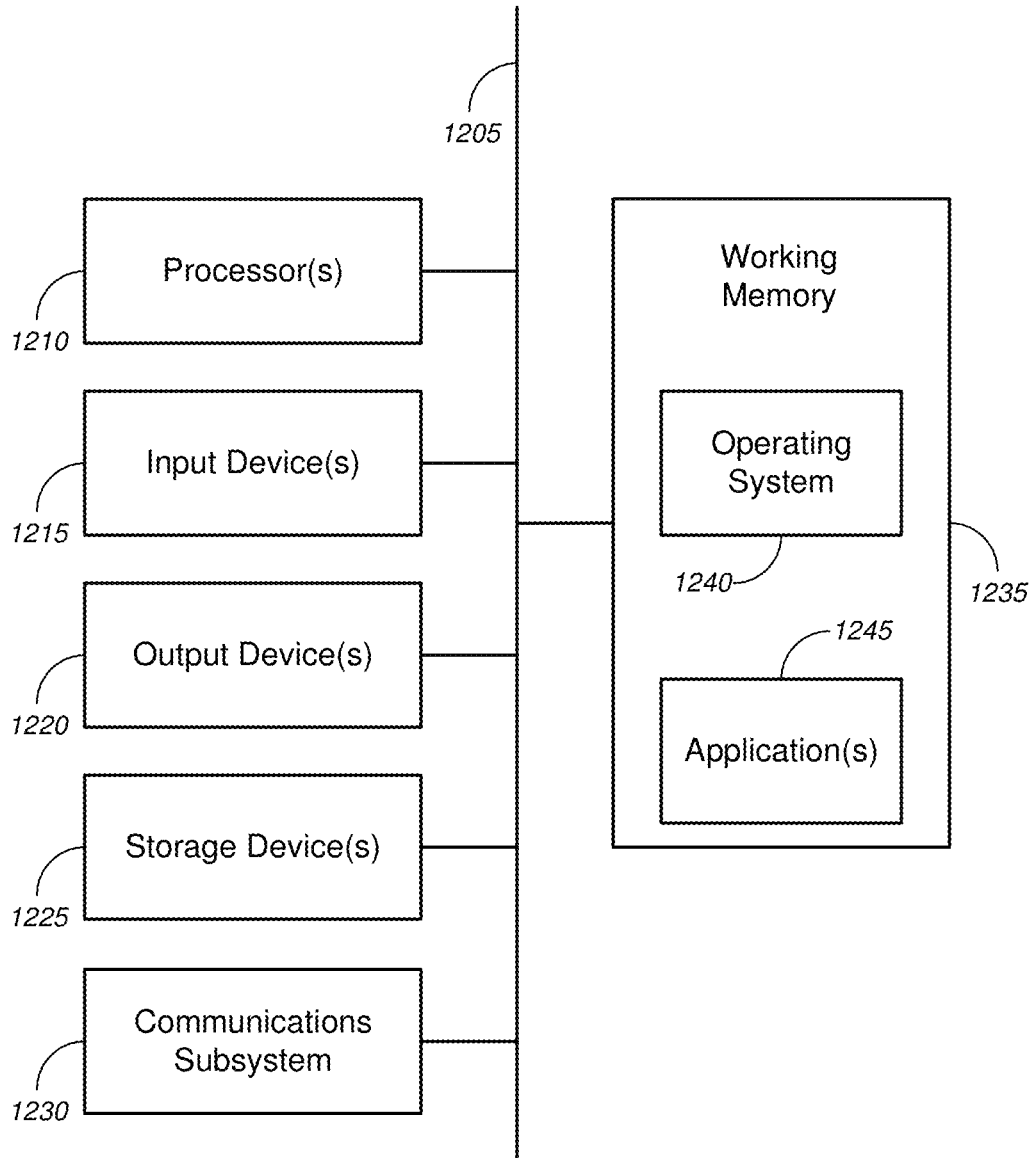 1205
Processor(s)
1210
Input Device(s)
1215
Output Device(s)
1220
Storage Device(s)
1225
Communications
Subsystem
1230
Working
Memory
Operating
System
1240
1235
1245
Application(s)